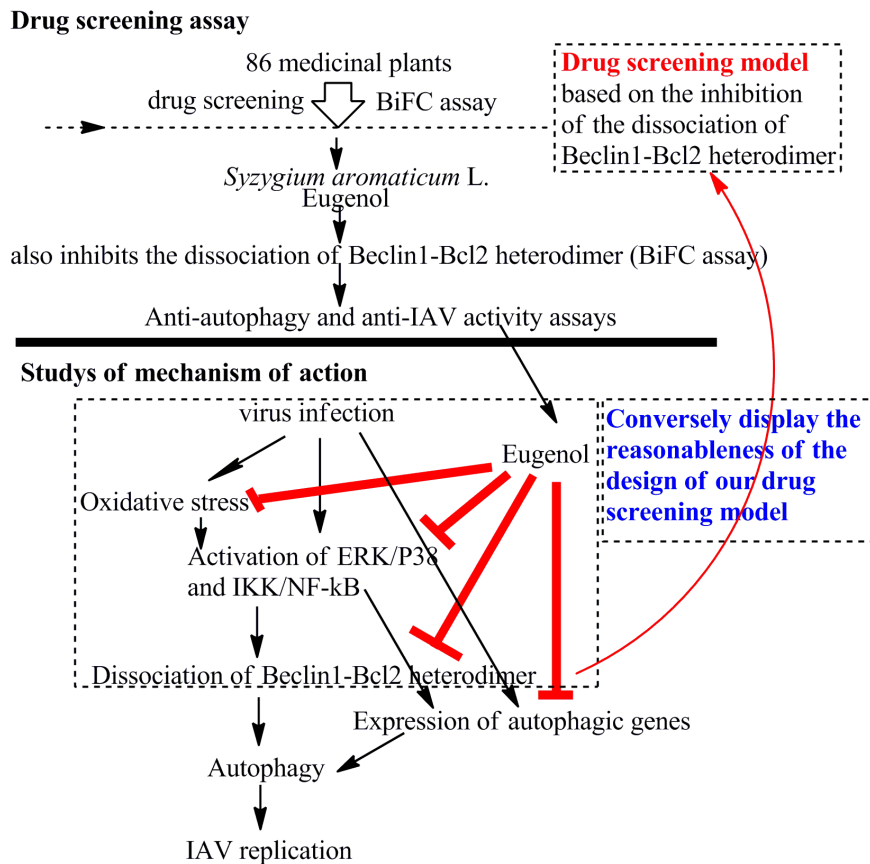 Drug screening assay
86 medicinal plants
drug screening
BiFC assay
Drug screening model
based on the inhibition
of the dissociation of
Beclin1-Bcl2 heterodimer
Syzygium aromaticum L.
Eugenol
also inhibits the dissociation of Beclin1-Bcl2 heterodimer (BiFC assay)
Anti-autophagy and anti-IAV activity assays
Studys of mechanism of action
virus infection
Eugenol
Conversely display the
reasonableness of the
design of our drug
screening model
Oxidative stress
Activation of ERK/P38
and IKK/NF-kB
Dissociation of Beclin1-Bcl2 heterodimer
Expression of autophagic genes
Autophagy
IAV replication